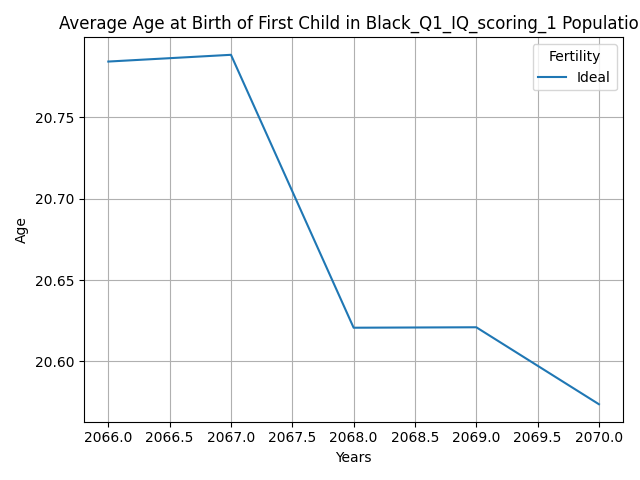 Average Age at Birth of First Child in Black_Q1_IQ_scoring_1 Populatio
Fertility
Ideal
20.75
20.70
20.65
20.60
Age
2066.0 2066.5 2067.0 2067.5 2068.0 2068.5 2069.0 2069.5 2070.0
Years